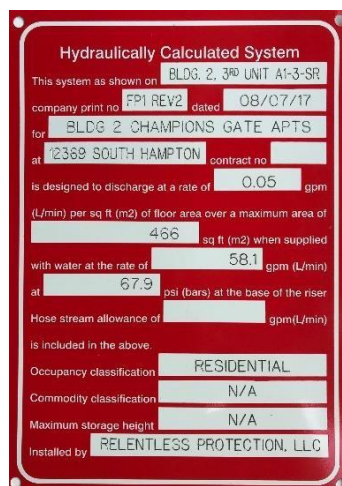 Hydraulically Calculated System
This system as shown on BLDG. 2, 3RD UNIT A1-3-SR
company print no FP1 REV2 dated 08/07/17
for BLDG 2 CHAMPIONS GATE APTS
at 12369 SOUTH HAMPTON contract no
is designed to discharge at a rate of 0.05 gpm
(L/min) per sq ft (m2) of floor area over a maximum area of
466 sq ft (m2) when supplied
with water at the rate of 58.1 gpm (L/min)
at 67.9 psi (bars) at the base of the riser
Hose stream allowance of gpm(L/min)
is included in the above.
Occupancy classification RESIDENTIAL
Commodity classification N/A
Maximum storage height N/A
Installed by RELENTLESS PROTECTION, LLC